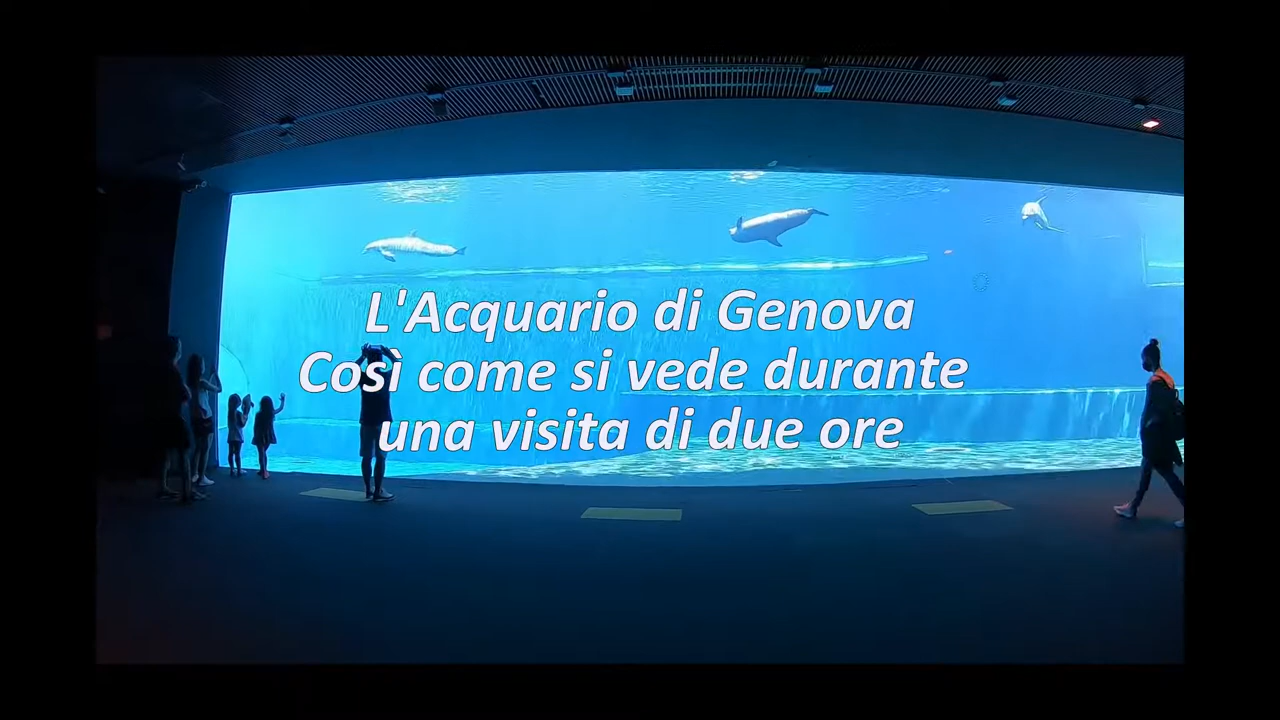 L'Acquario di Genova
Così come si vede durante
una visita di due ore